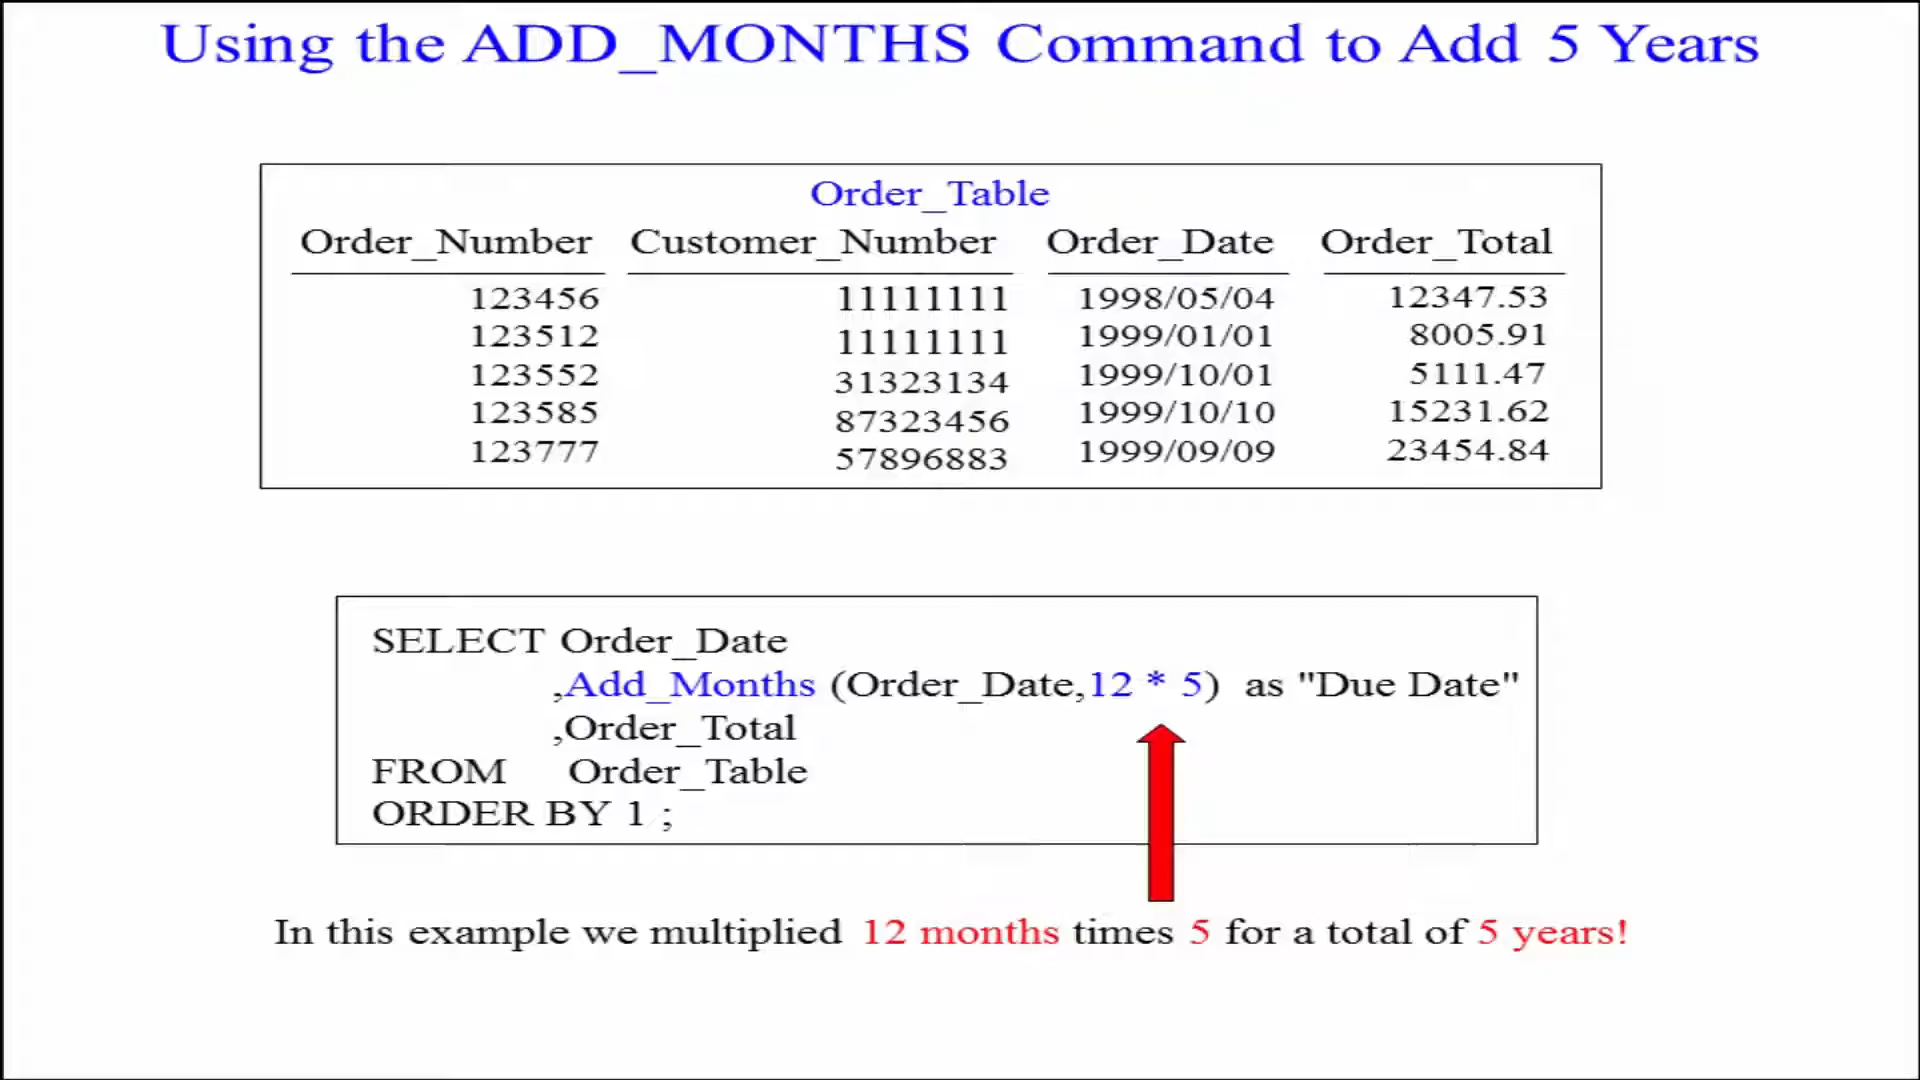 Using the ADD_MONTHS Command to Add 5 Years
Order_Table
Order_Number Customer_Number Order_Date Order_Total
123456 11111111 1998/05/04 12347.53
123512 11111111 1999/01/01 8005.91
123552 31323134 1999/10/01 5111.47
123585 87323456 1999/10/10 15231.62
123777 57896883 1999/09/09 23454.84
SELECT Order_Date
,Add_Months (Order_Date,12 * 5) as "Due Date"
,Order_Total
FROM Order_Table
ORDER BY 1 ;
In this example we multiplied 12 months times 5 for a total of 5 years!